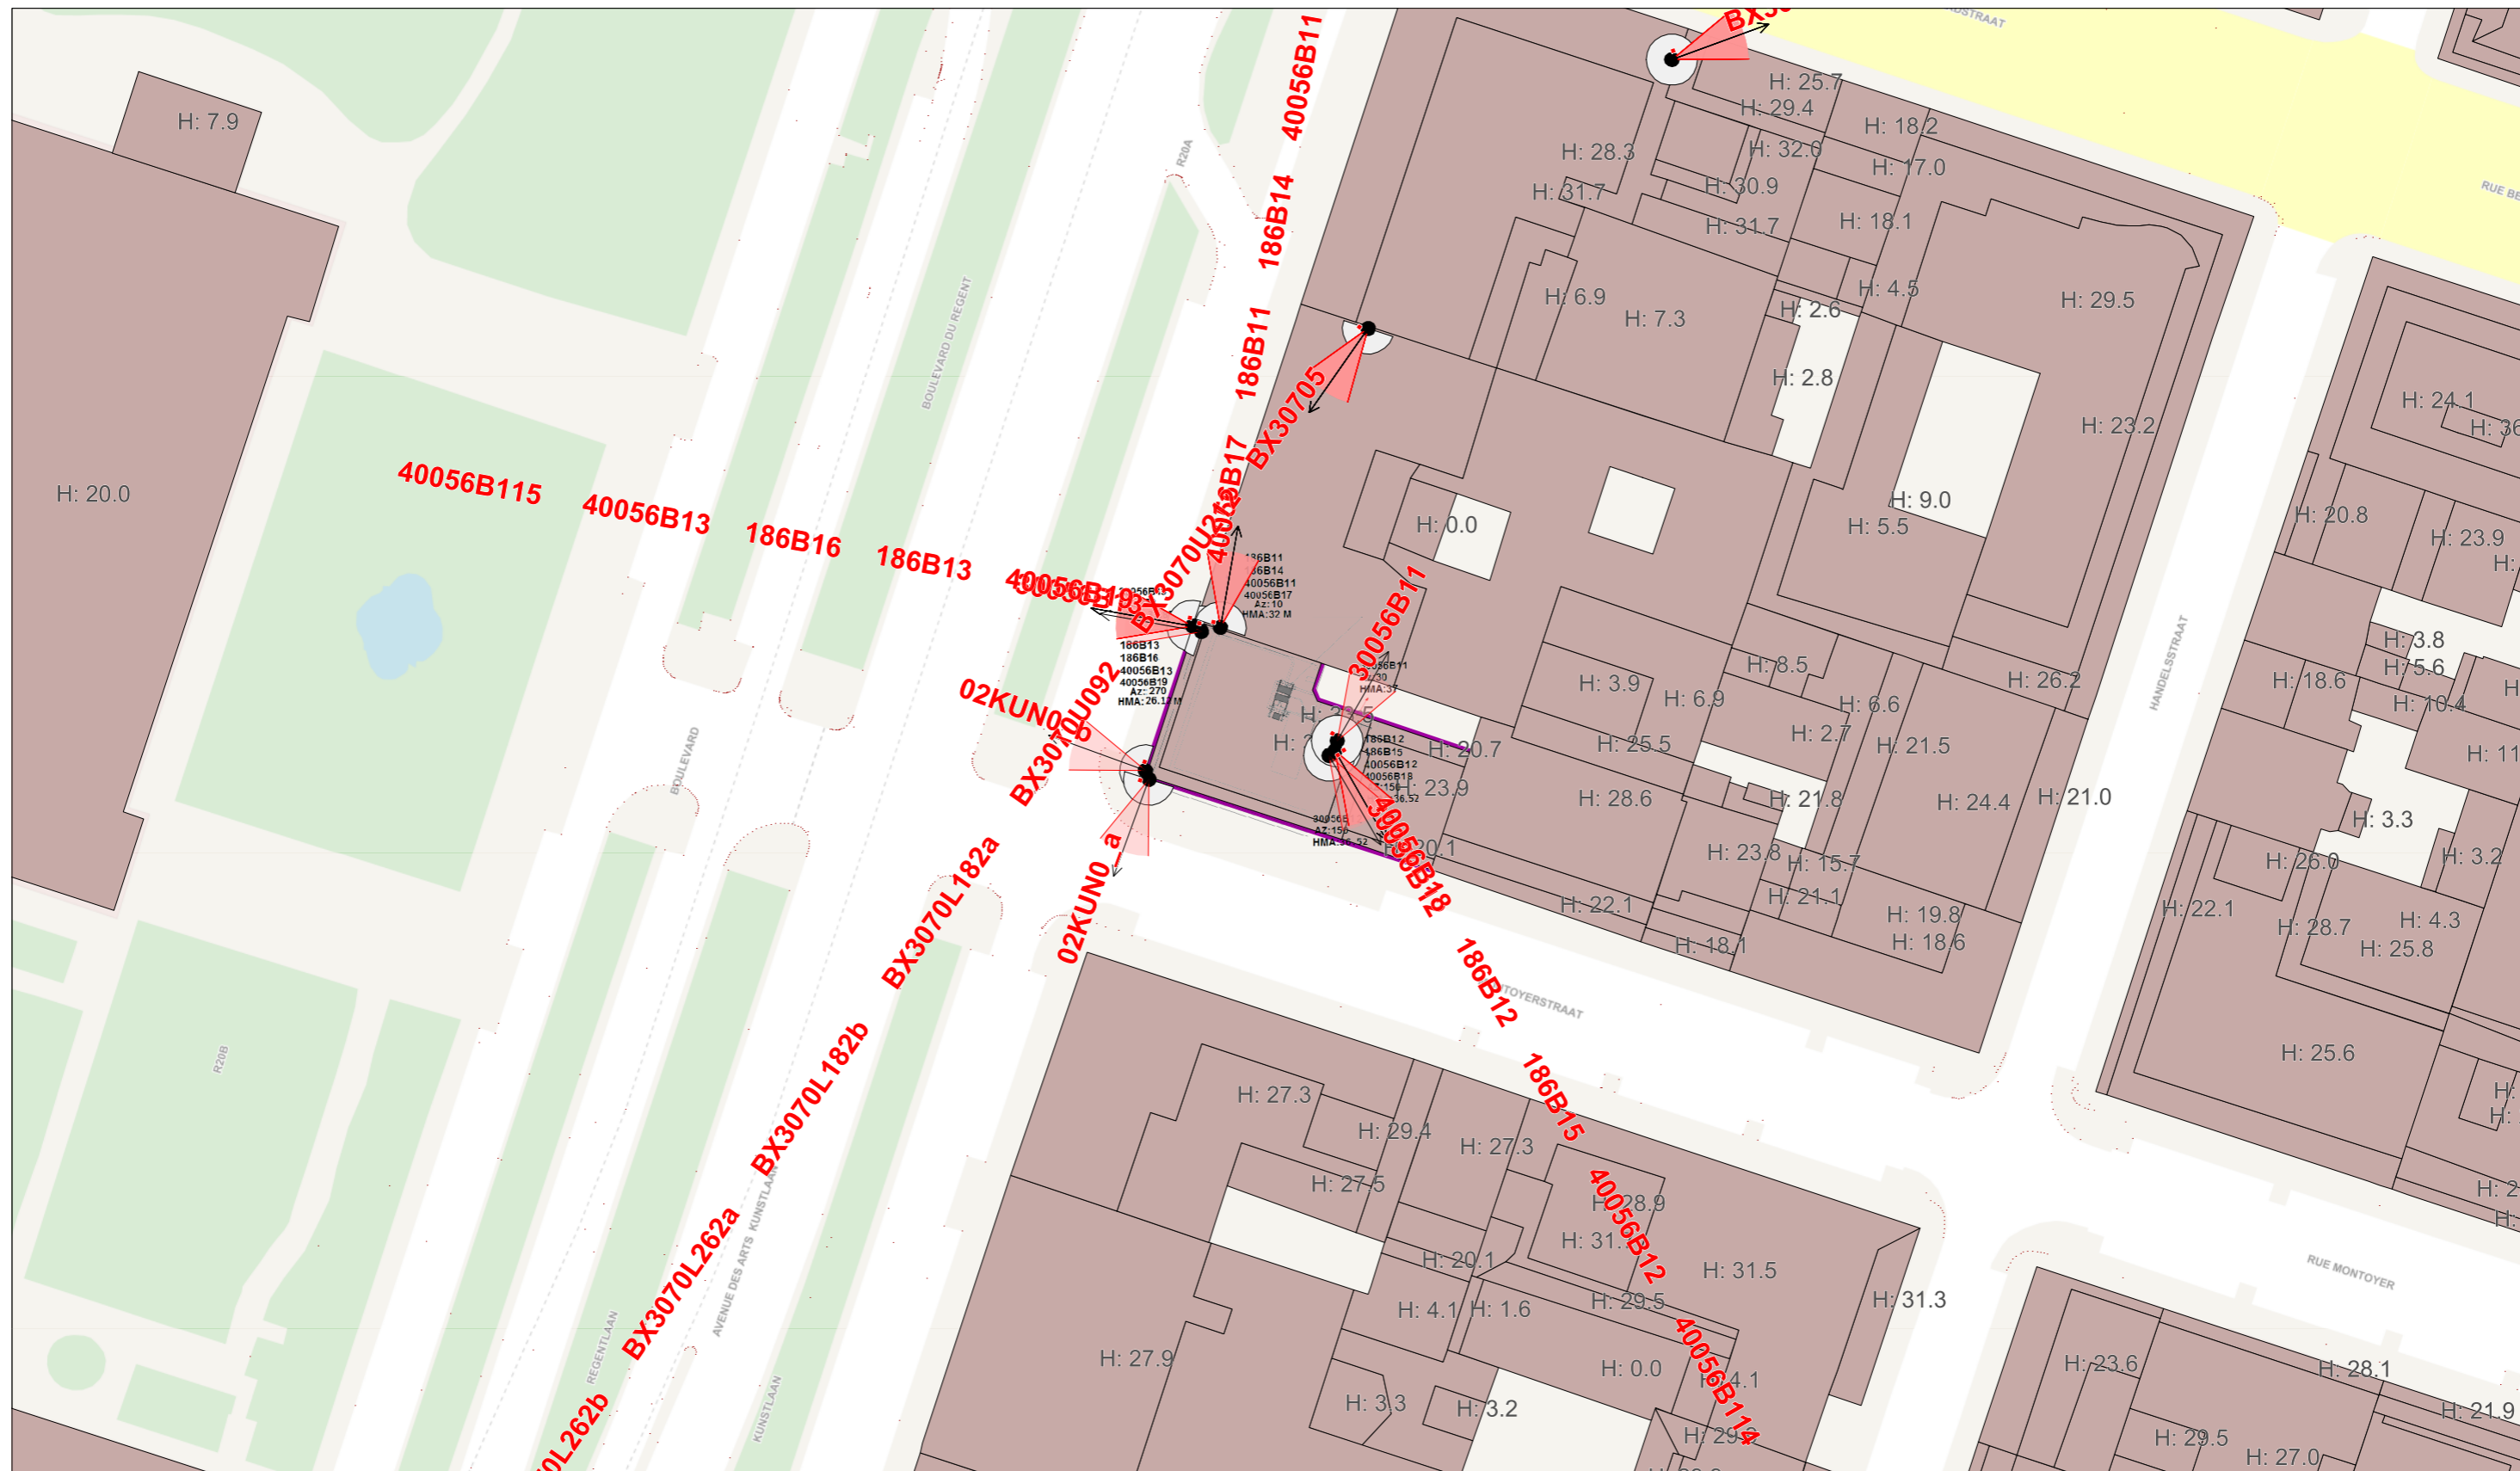 40056B11
186B14
186B11
40056B17
BX30705
BX3070U212
40056B115
40056B13
186B16
186B13
40056B19
BX3070U092
02KUN0_b
02KUN0_a
BX3070L182a
BX3070L182b
BX3070L262a
30056B11
40056B18
186B12
186B15
40056B12
40056B114
186B11
40056B11
40056B17
Az: 10
HMA:32 M
186B13
186B16
40056B13
40056B19
Az: 270
186B12
186B15
40056B12
40056B18
H: 7.9
H: 20.0
H: 25.7
H: 29.4
H: 18.2
H: 28.3
H: 32.0
H: 17.0
H: 31.7
H: 30.9
H: 31.7
H: 18.1
H: 6.9
H: 7.3
H: 4.5
H: 2.6
H: 29.5
H: 2.8
H: 24.1
H: 23.2
H: 0.0
H: 9.0
H: 5.5
H: 20.8
H: 23.9
H: 3.9
H: 6.9
H: 8.5
H: 6.6
H: 26.2
H: 3.8
H: 5.6
H: 18.6
H: 10.4
H: 20.7
H: 25.5
H: 2.7
H: 21.5
H: 23.9
H: 28.6
H: 21.8
H: 24.4
H: 21.0
H: 3.3
H: 23.8
H: 15.7
H: 26.0
H: 3.2
H: 22.1
H: 21.1
H: 19.8
H: 18.6
H: 18.1
H: 22.1
H: 28.7
H: 4.3
H: 25.8
H: 25.6
H: 27.3
H: 29.4
H: 27.3
H: 27.5
H: 28.9
H: 20.1
H: 31.5
H: 31.3
H: 4.1
H: 1.6
H: 29.5
H: 27.9
H: 0.0
H: 3.3
H: 3.2
H: 23.6
H: 28.1
H: 21.9
H: 29.5
H: 27.0
R20A
BOULEVARD DU REGENT
BOULEVARD
R20B
AVENUE DES ARTS KUNSTLAAN
REGENTLAAN
KUNSTLAAN
HANDELSSTRAAT
RUE MONTOYER